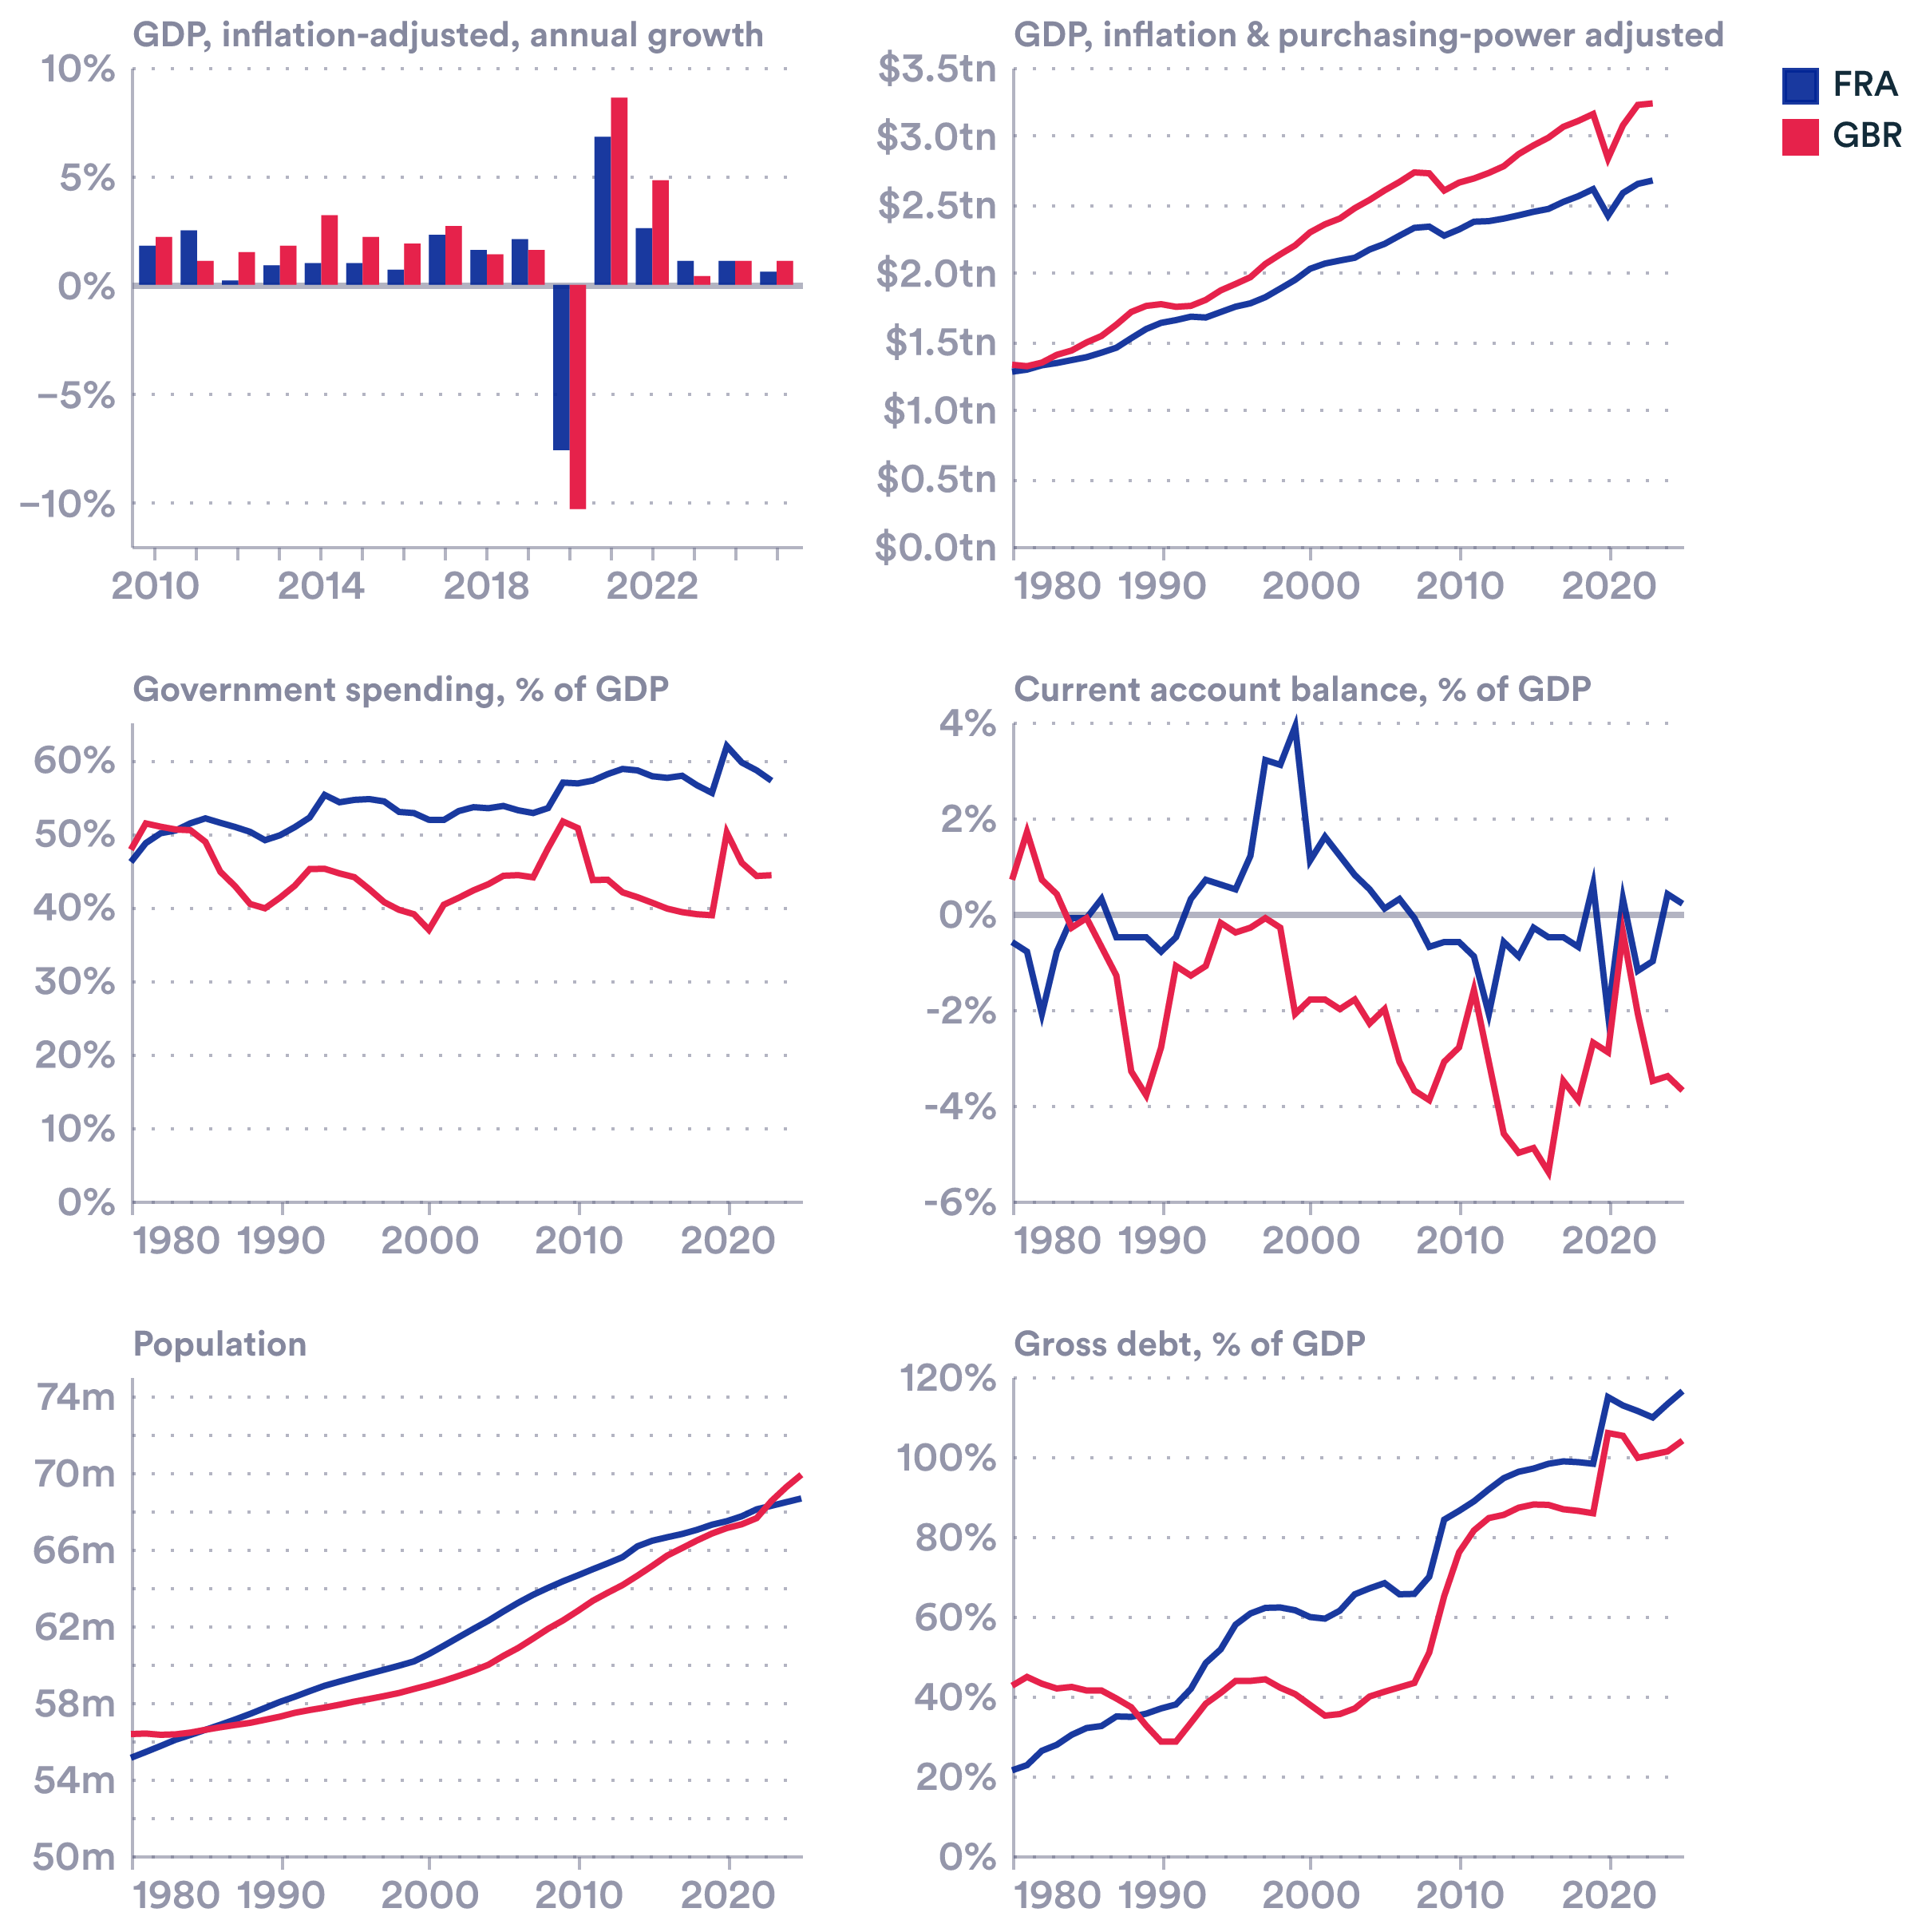 GDP, inflation-adjusted, annual growth
10%
5%
0%
−5%
−10%
2010 2014 2018 2022
GDP, inflation & purchasing-power adjusted
$3.5tn
$3.0tn
$2.5tn
$2.0tn
$1.5tn
$1.0tn
$0.5tn
$0.0tn
1980 1990 2000 2010 2020
FRA
GBR
Government spending, % of GDP
60%
50%
40%
30%
20%
10%
0%
1980 1990 2000 2010 2020
Current account balance, % of GDP
4%
2%
0%
-2%
-4%
-6%
1980 1990 2000 2010 2020
Population
74m
70m
66m
62m
58m
54m
50m
1980 1990 2000 2010 2020
Gross debt, % of GDP
120%
100%
80%
60%
40%
20%
0%
1980 1990 2000 2010 2020